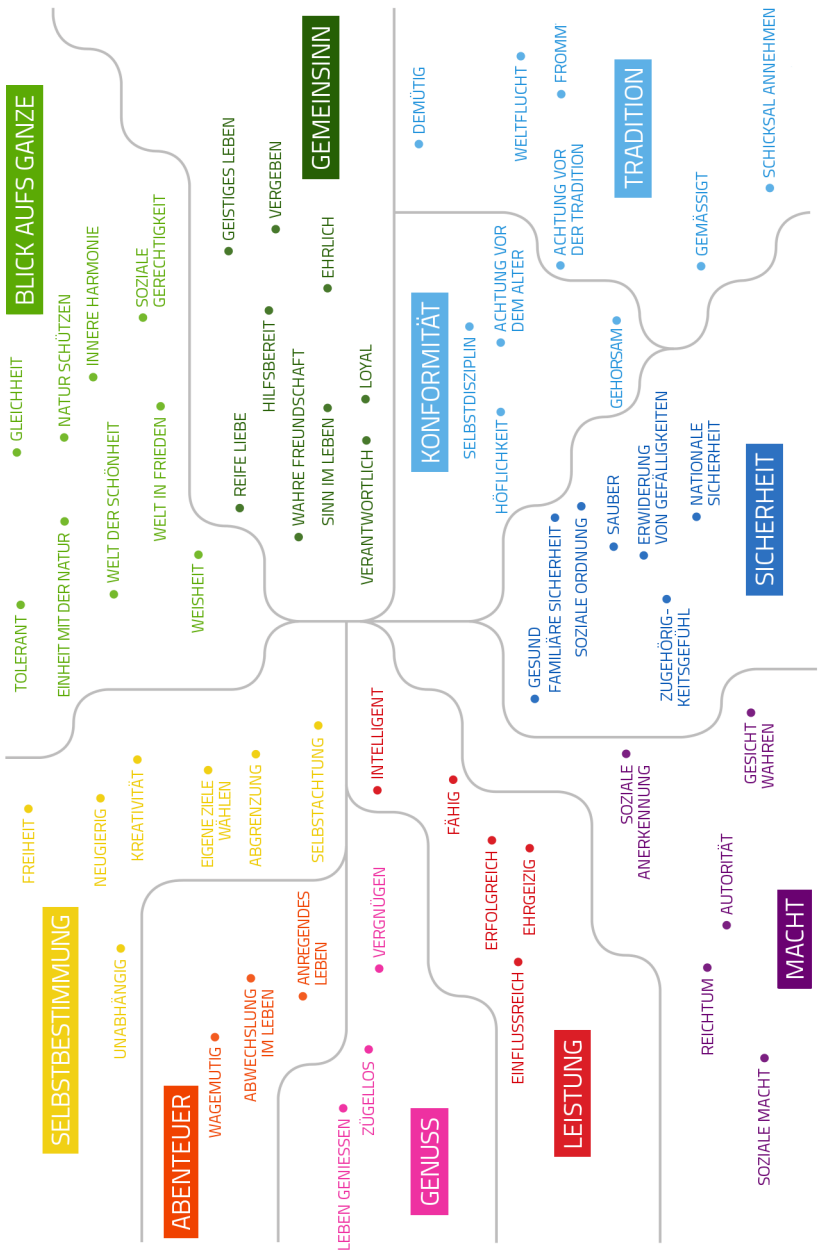 SELBSTBESTIMMUNG
FREIHEIT
NEUGIERIG
KREATIVITÄT
UNABHÄNGIG
EIGENE ZIELE
WÄHLEN
ABGRENZUNG
SELBSTACHTUNG
BLICK AUFS GANZE
GLEICHHEIT
TOLERANT
NATUR SCHÜTZEN
EINHEIT MIT DER NATUR
INNERE HARMONIE
WELT DER SCHÖNHEIT
SOZIALE
GERECHTIGKEIT
WELT IN FRIEDEN
WEISHEIT
ABENTEUER
WAGEMUTIG
ABWECHSLUNG
IM LEBEN
ANREGENDES
LEBEN
GEMEINSINN
GEISTIGES LEBEN
REIFE LIEBE
HILFSBEREIT
VERGEBEN
WAHRE FREUNDSCHAFT
SINN IM LEBEN
EHRLICH
VERANTWORTLICH
LOYAL
GENUSS
LEBEN GENIESSEN
ZÜGELLOS
VERGNÜGEN
LEISTUNG
INTELLIGENT
FÄHIG
ERFOLGREICH
EHRGEIZIG
EINFLUSSREICH
KONFORMITÄT
SELBSTDISZIPLIN
HÖFLICHKEIT
ACHTUNG VOR
DEM ALTER
GEHORSAM
TRADITION
DEMÜTIG
WELTFLUCHT
FROMM
ACHTUNG VOR
DER TRADITION
GEMÄSSIGT
SCHICKSAL ANNEHMEN
SICHERHEIT
GESUND
FAMILIÄRE SICHERHEIT
SOZIALE ORDNUNG
SAUBER
ERWIDERUNG
VON GEFÄLLIGKEITEN
ZUGEHÖRIG-
KEITSGEFÜHL
NATIONALE
SICHERHEIT
MACHT
SOZIALE
ANERKENNUNG
GESICHT
WAHREN
AUTORITÄT
REICHTUM
SOZIALE MACHT